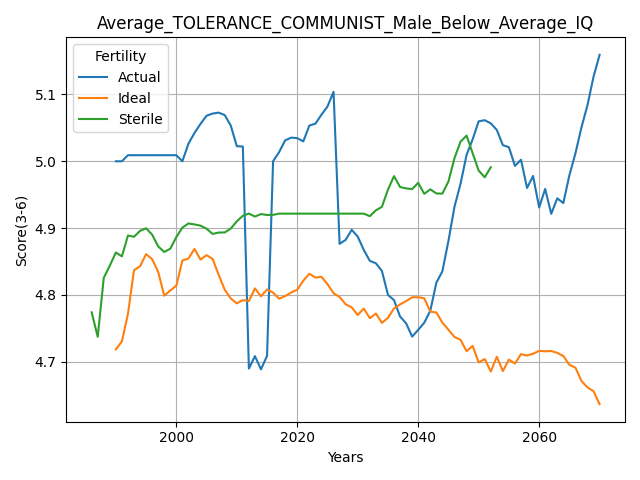 Average_TOLERANCE_COMMUNIST_Male_Below_Average_IQ
Fertility
Actual
Ideal
Sterile
Score(3-6)
5.1
5.0
4.9
4.8
4.7
2000
2020
2040
2060
Years